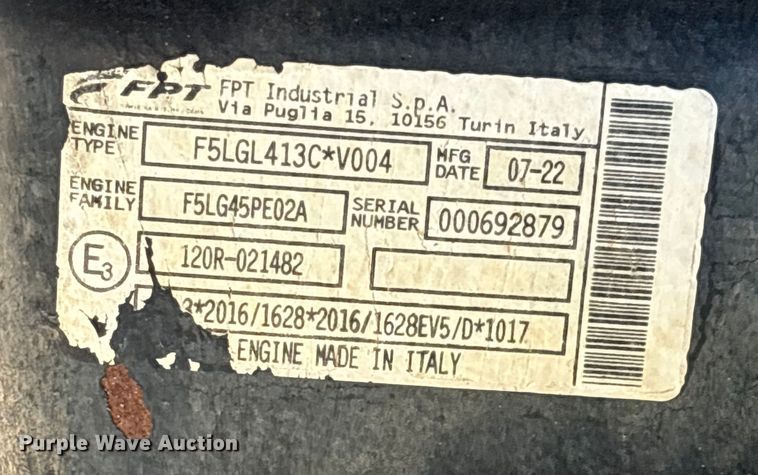 FPT FPT Industrial S.p.A.
Via Puglia 15, 10156 Turin Italy
ENGINE TYPE F5LGL413C*V004 MFG DATE 07-22
ENGINE FAMILY F5LG45PE02A SERIAL NUMBER 000692879
E3 120R-021482
3*2016/1628*2016/1628EV5/D*1017
ENGINE MADE IN ITALY
Purple Wave Auction